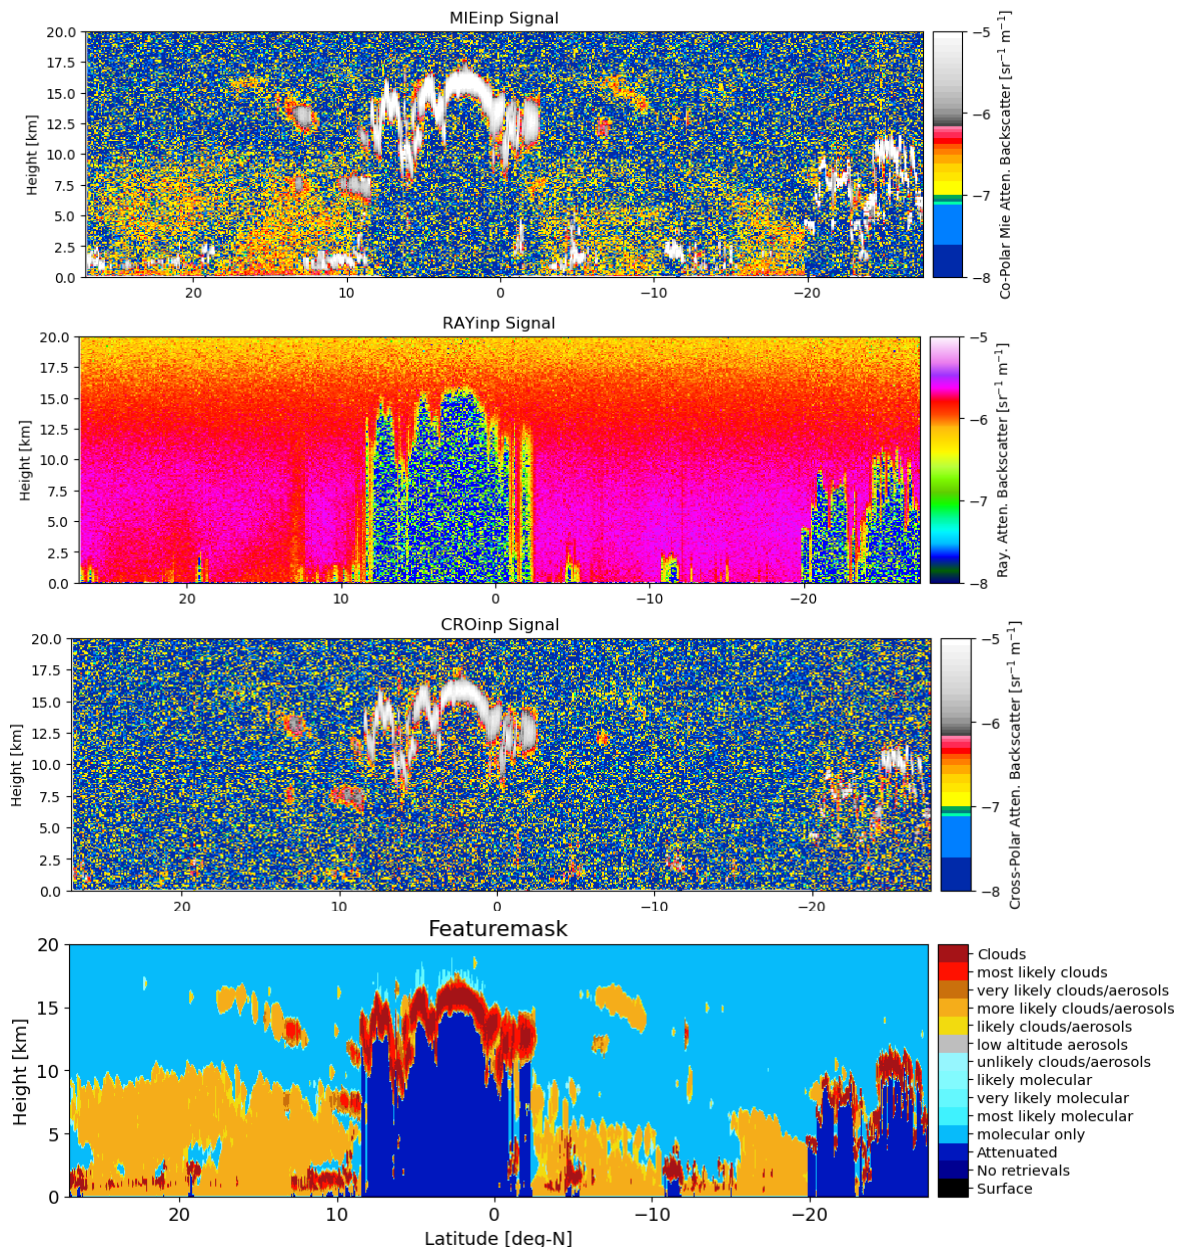 MIEinp Signal
20.0
17.5
15.0
12.5
10.0
7.5
5.0
2.5
0.0
Height [km]
20
10
0
−10
−20
−5
−6
−7
−8
Co-Polar Mie Atten. Backscatter [sr⁻¹ m⁻¹]
RAYinp Signal
20.0
17.5
15.0
12.5
10.0
7.5
5.0
2.5
0.0
Height [km]
20
10
0
−10
−20
−5
−6
−7
−8
Ray. Atten. Backscatter [sr⁻¹ m⁻¹]
CROinp Signal
20.0
17.5
15.0
12.5
10.0
7.5
5.0
2.5
0.0
Height [km]
20
10
0
−10
−20
−5
−6
−7
−8
Cross-Polar Atten. Backscatter [sr⁻¹ m⁻¹]
Featuremask
20
15
10
5
0
Height [km]
20
10
0
−10
−20
Latitude [deg-N]
Clouds
most likely clouds
very likely clouds/aerosols
more likely clouds/aerosols
likely clouds/aerosols
low altitude aerosols
unlikely clouds/aerosols
likely molecular
very likely molecular
most likely molecular
molecular only
Attenuated
No retrievals
Surface